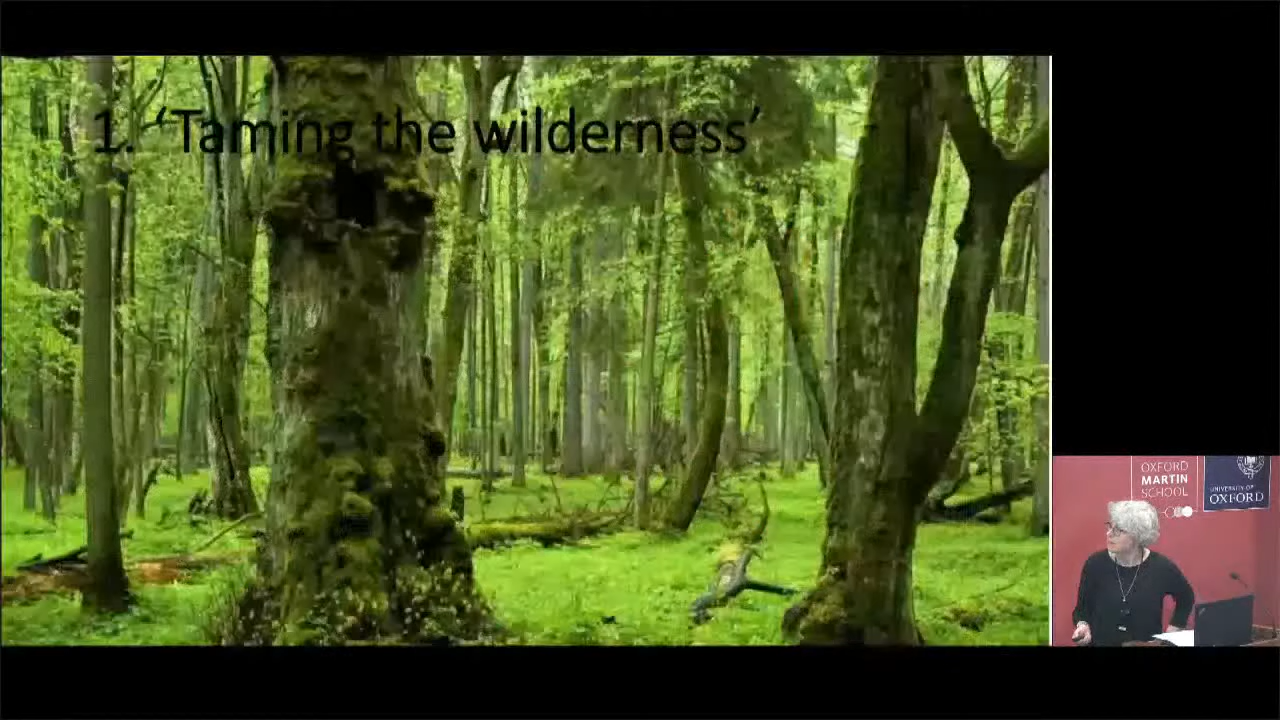 1. ‘Taming the wilderness’
OXFORD
MARTIN
SCHOOL
UNIVERSITY OF
OXFORD